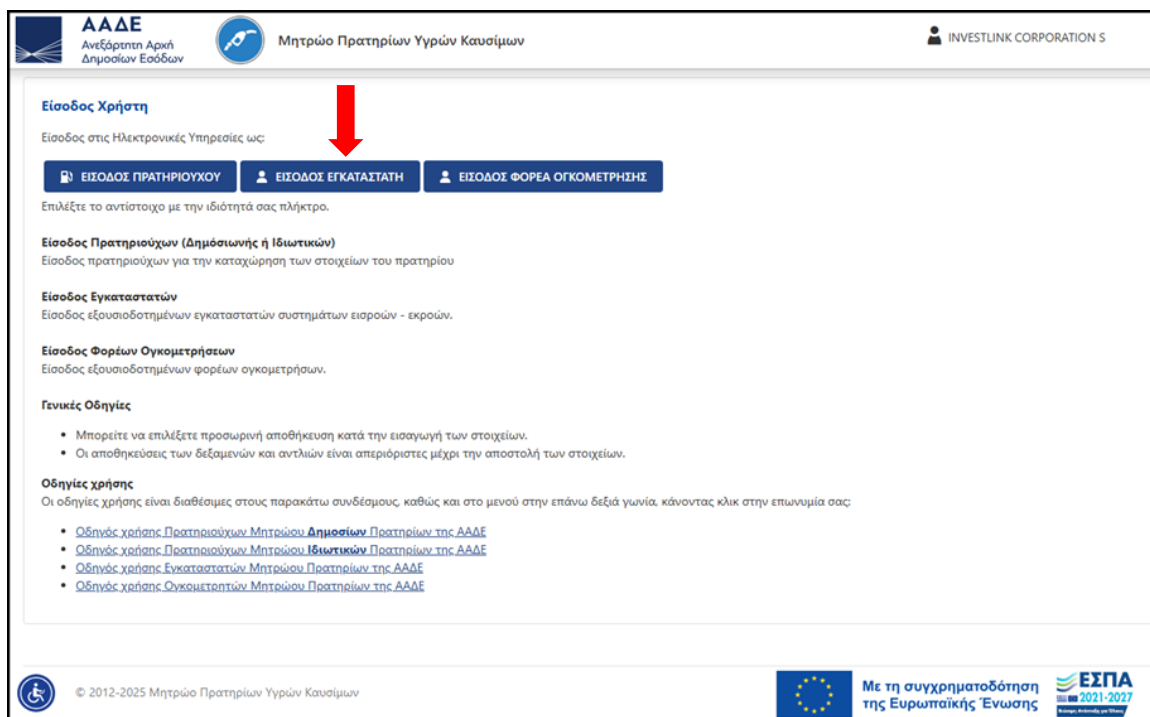 ΑΑΔΕ
Ανεξάρτητη Αρχή
Δημοσίων Εσόδων
Μητρώο Πρατηρίων Υγρών Καυσίμων
INVESTLINK CORPORATION S
Είσοδος Χρήστη
Είσοδος στις Ηλεκτρονικές Υπηρεσίες ως:
ΕΙΣΟΔΟΣ ΠΡΑΤΗΡΙΟΥΧΟΥ
ΕΙΣΟΔΟΣ ΕΓΚΑΤΑΣΤΑΤΗ
ΕΙΣΟΔΟΣ ΦΟΡΕΑ ΟΓΚΟΜΕΤΡΗΣΗΣ
Επιλέξτε το αντίστοιχο με την ιδιότητά σας πλήκτρο.
Είσοδος Πρατηριούχων (Δημόσιωνής ή Ιδιωτικών)
Είσοδος πρατηριούχων για την καταχώρηση των στοιχείων του πρατηρίου
Είσοδος Εγκαταστατών
Είσοδος εξουσιοδοτημένων εγκαταστατών συστημάτων εισροών - εκροών.
Είσοδος Φορέων Ογκομετρήσεων
Είσοδος εξουσιοδοτημένων φορέων ογκομετρήσων.
Γενικές Οδηγίες
• Μπορείτε να επιλέξετε προσωρινή αποθήκευση κατά την εισαγωγή των στοιχείων.
• Οι αποθηκεύσεις των δεξαμενών και αντλιών είναι απεριόριστες μέχρι την αποστολή των στοιχείων.
Οδηγίες χρήσης
Οι οδηγίες χρήσης είναι διαθέσιμες στους παρακάτω συνδέσμους, καθώς και στο μενού στην επάνω δεξιά γωνία, κάνοντας κλικ στην επωνυμία σας:
• Οδηγός χρήσης Πρατηριούχων Μητρώου Δημοσίων Πρατηρίων της ΑΑΔΕ
• Οδηγός χρήσης Πρατηριούχων Μητρώου Ιδιωτικών Πρατηρίων της ΑΑΔΕ
• Οδηγός χρήσης Εγκαταστατών Μητρώου Πρατηρίων της ΑΑΔΕ
• Οδηγός χρήσης Ογκομετρητών Μητρώου Πρατηρίων της ΑΑΔΕ
© 2012-2025 Μητρώο Πρατηρίων Υγρών Καυσίμων
Με τη συγχρηματοδότηση
της Ευρωπαϊκής Ένωσης
ΕΣΠΑ
2021-2027